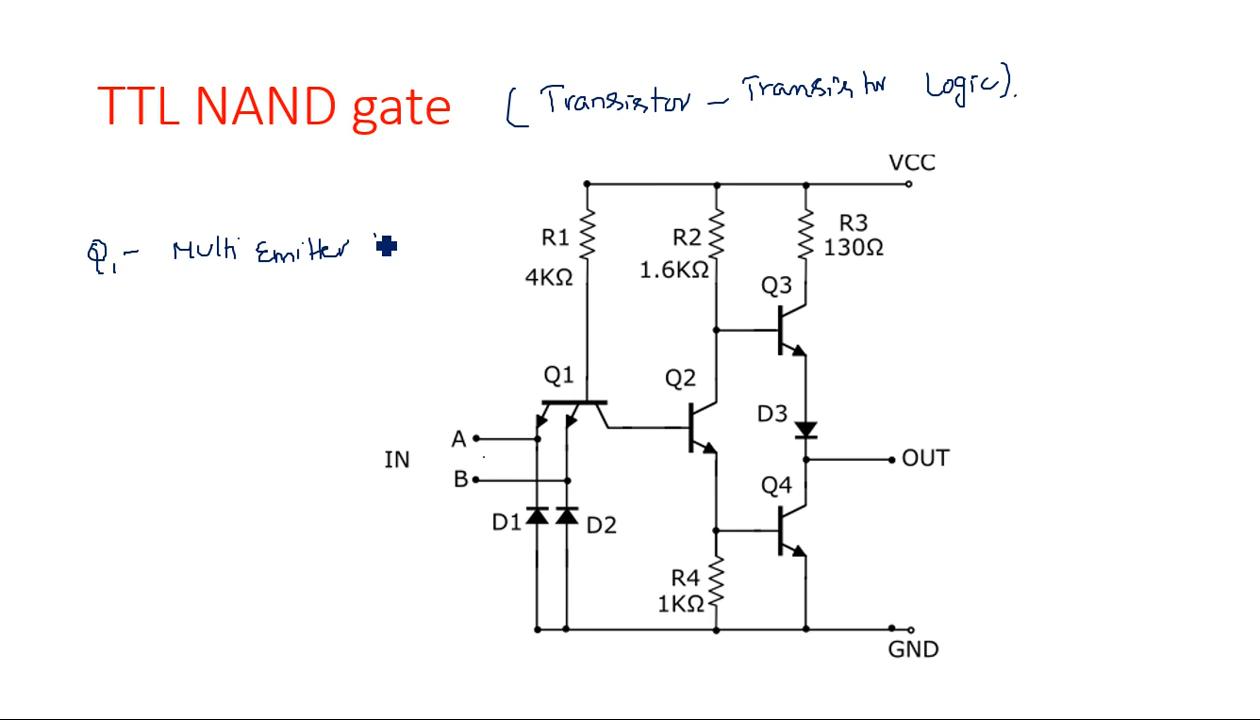 TTL NAND gate (Transistor - Transistor Logic).
VCC
R1
4KΩ
R2
1.6KΩ
R3
130Ω
Q1 - Multi Emitter
Q3
Q1
Q2
D3
A
IN
B
OUT
Q4
D1
D2
R4
1KΩ
GND